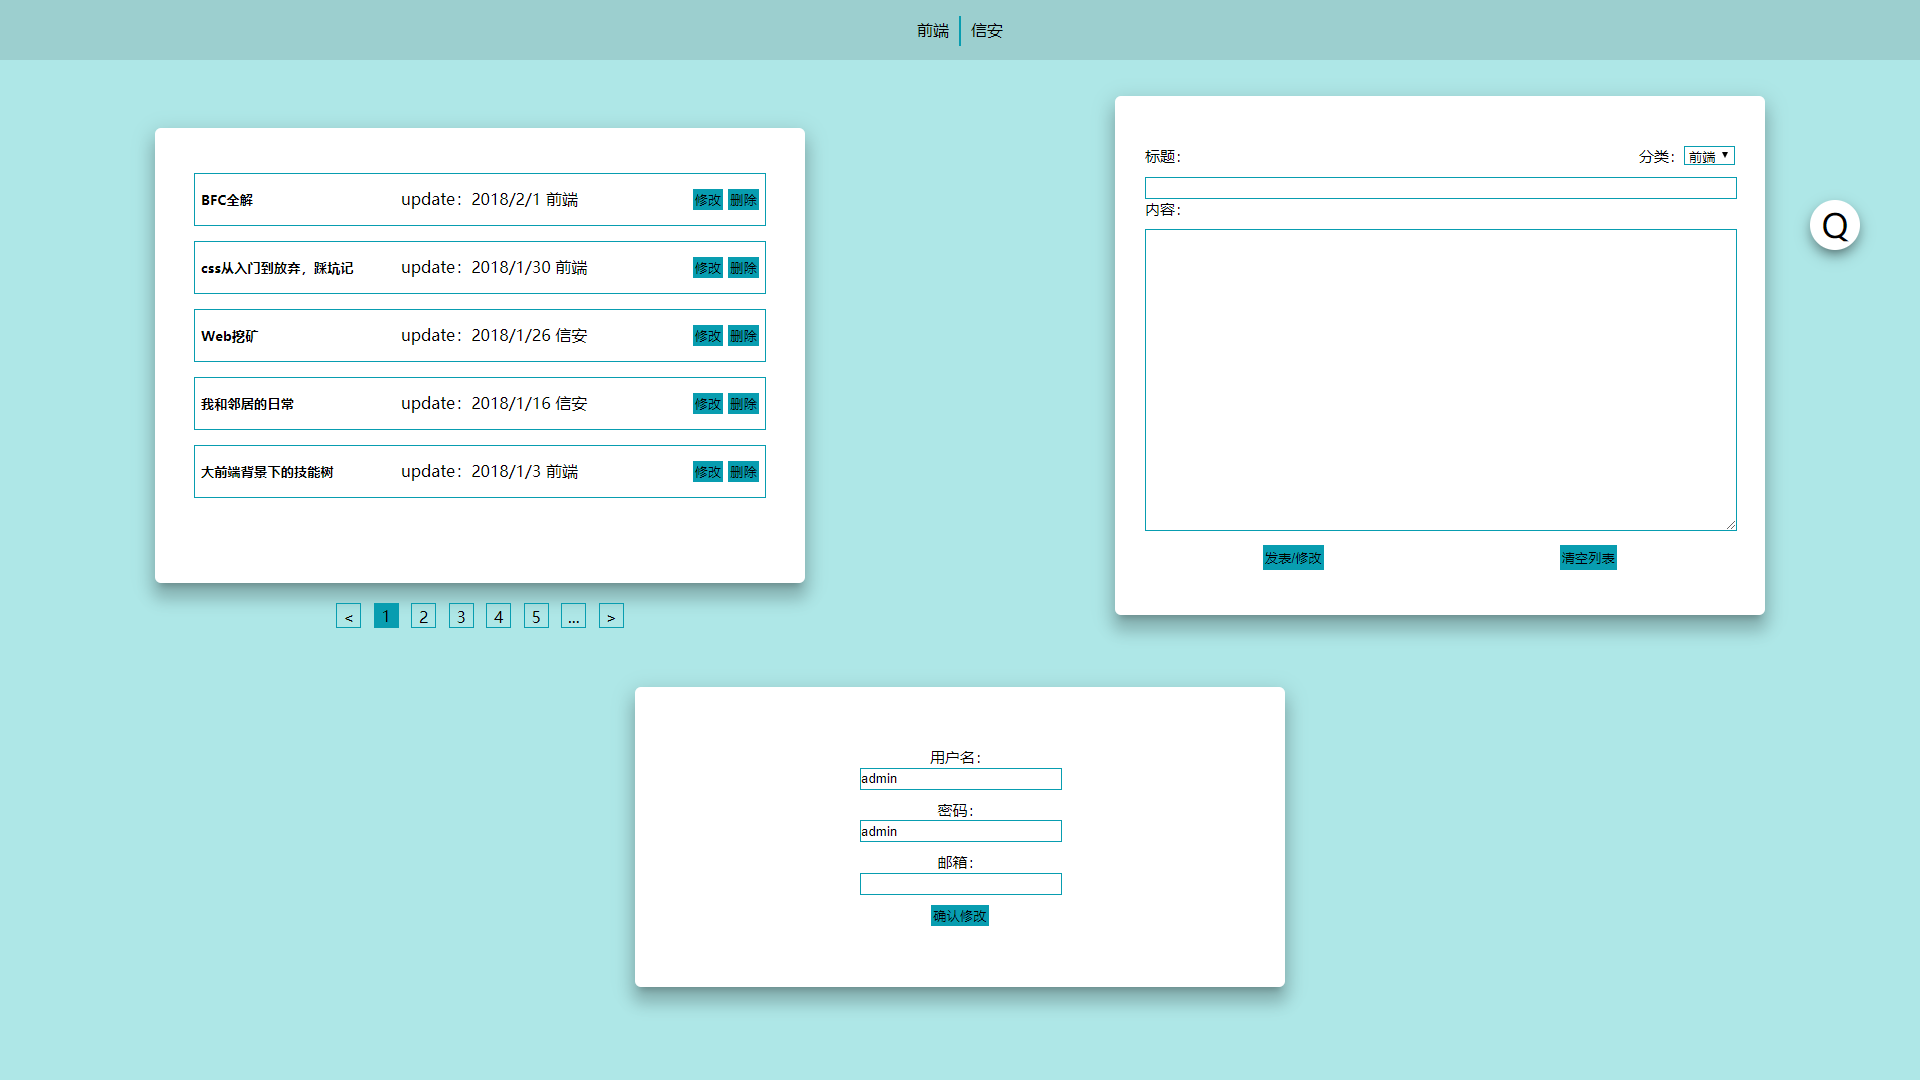 前端 信安
BFC全解 update：2018/2/1 前端 修改 删除
css从入门到放弃，踩坑记 update：2018/1/30 前端 修改 删除
Web挖矿 update：2018/1/26 信安 修改 删除
我和邻居的日常 update：2018/1/16 信安 修改 删除
大前端背景下的技能树 update：2018/1/3 前端 修改 删除
< 1 2 3 4 5 ... >
标题： 分类： 前端
内容：
发表/修改 清空列表
Q
用户名：
admin
密码：
admin
邮箱：
确认修改